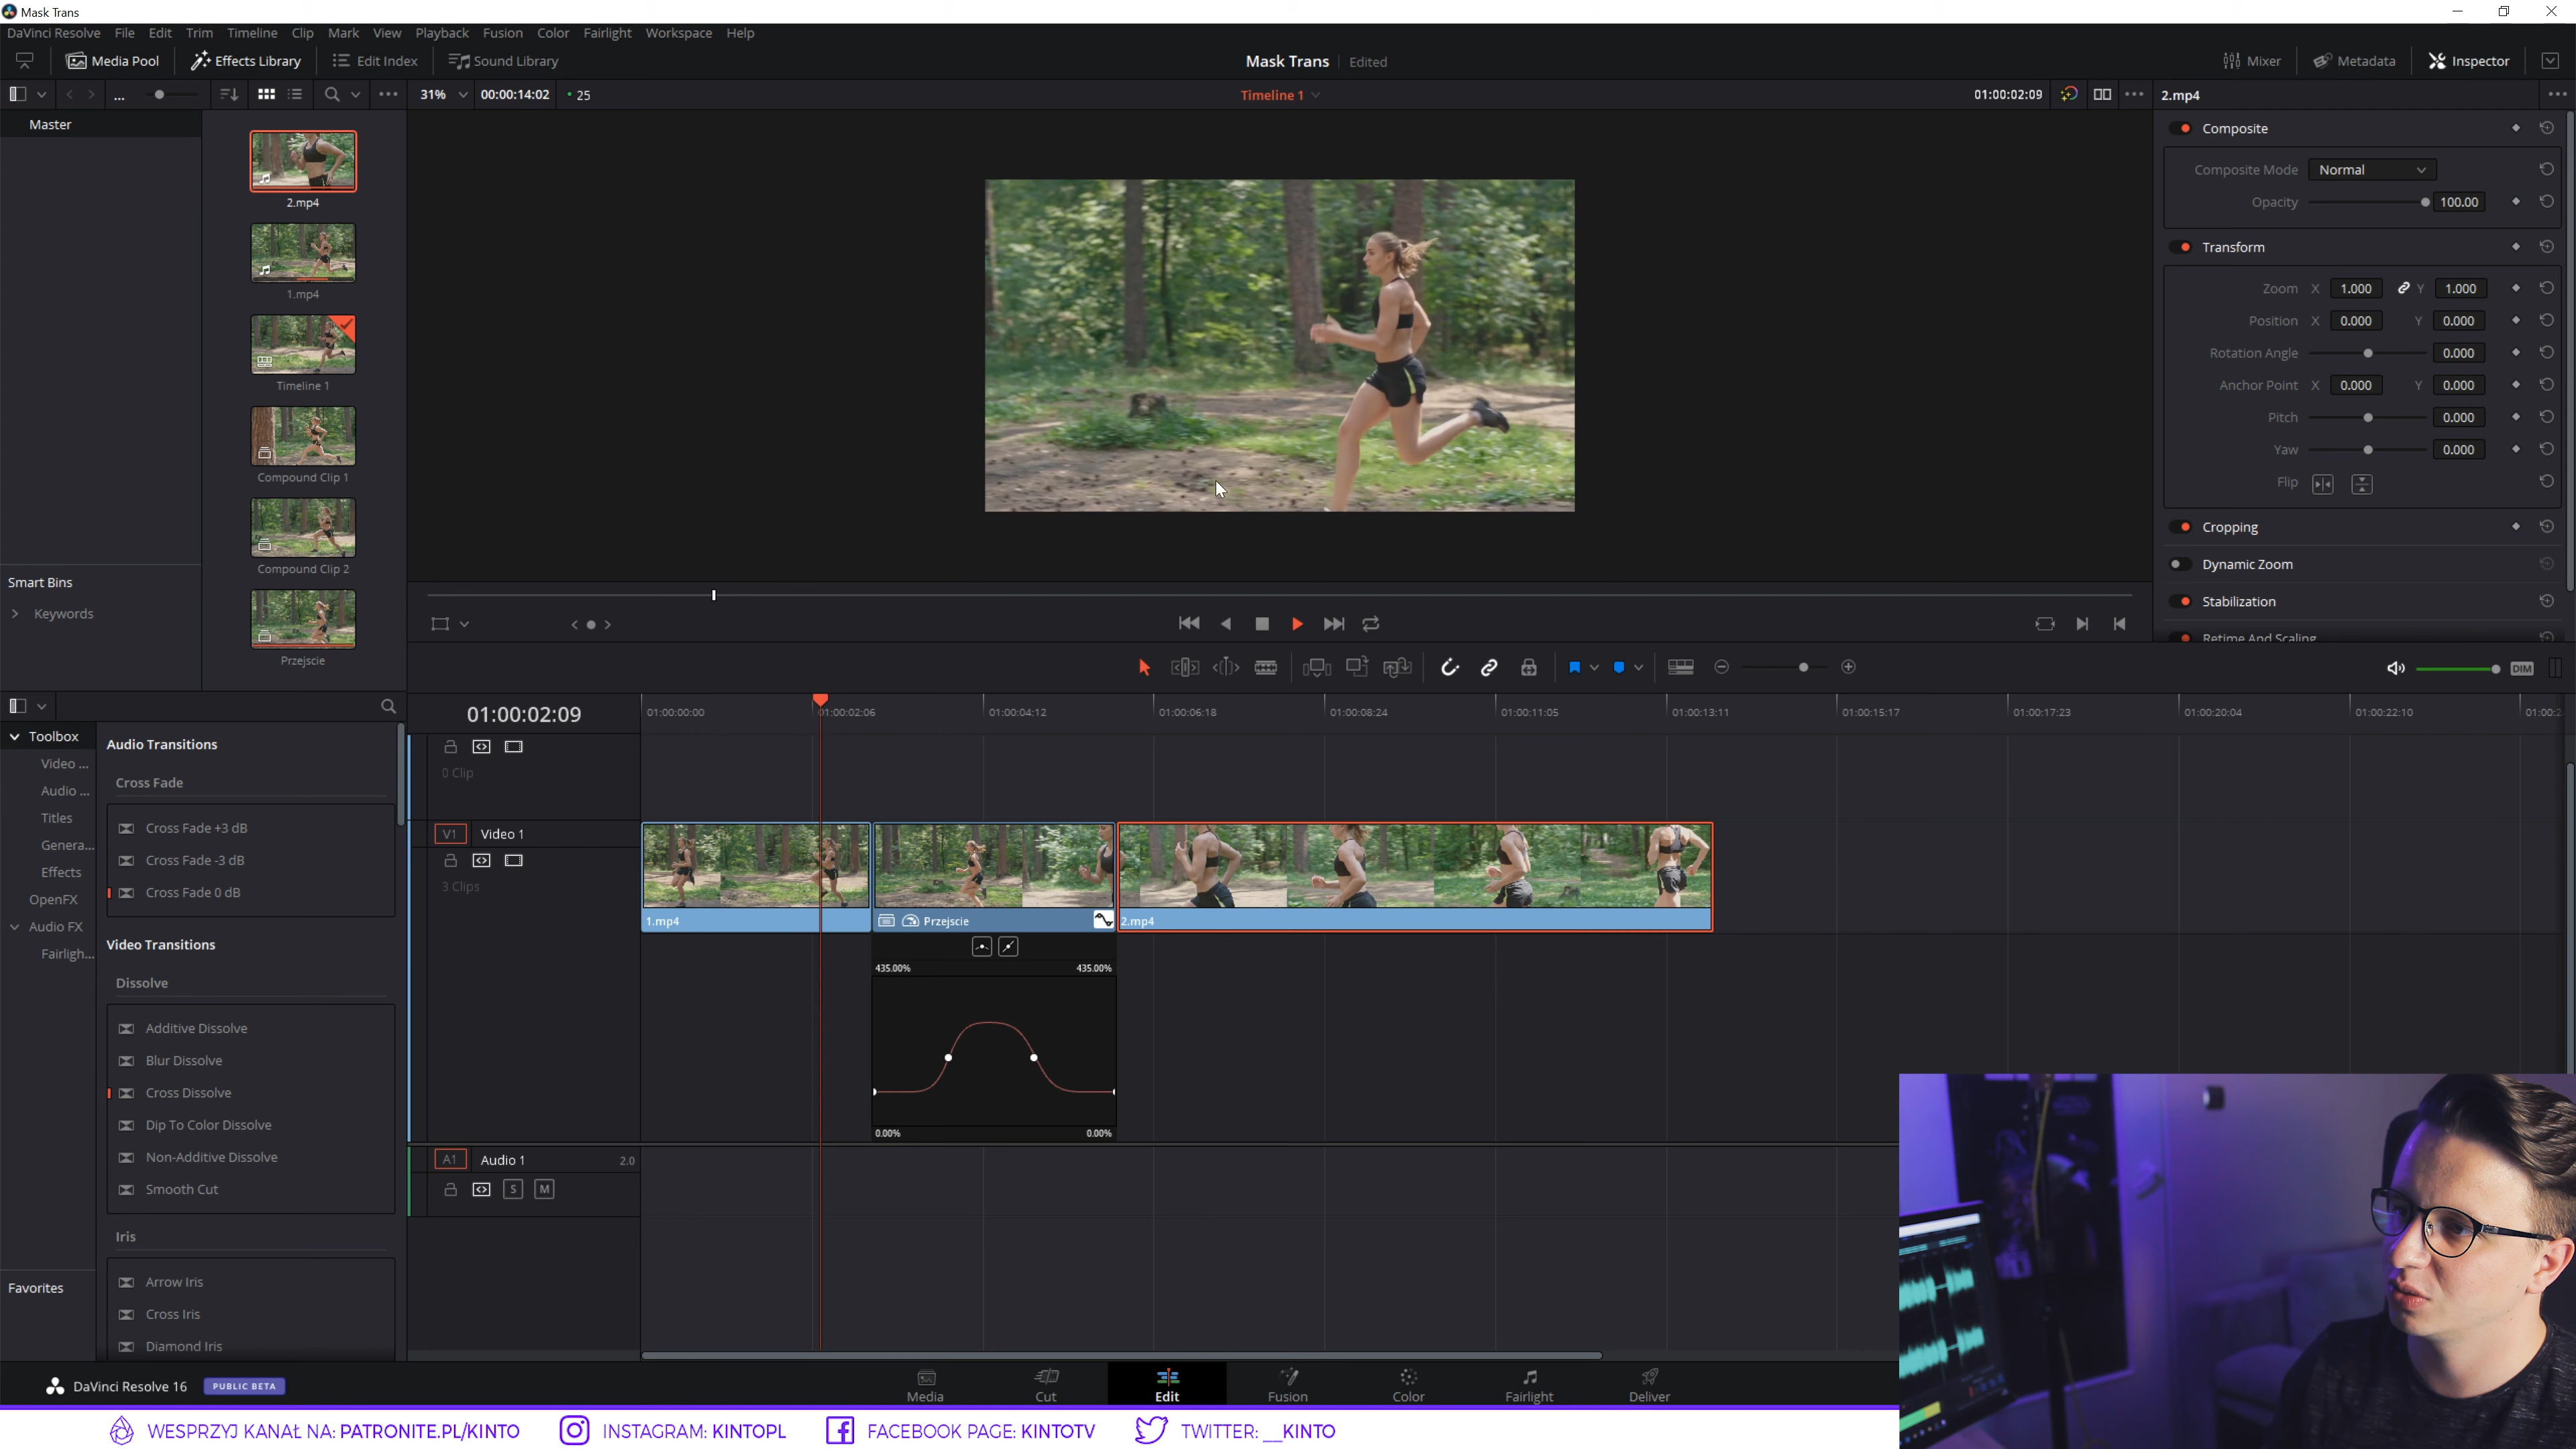 Mask Trans
DaVinci Resolve File Edit Trim Timeline Clip Mark View Playback Fusion Color Fairlight Workspace Help
Media Pool Effects Library Edit Index Sound Library Mask Trans Edited Mixer Metadata Inspector
... 31% 00:00:14:02 25 Timeline 1 01:00:02:09 2.mp4
Master
2.mp4
1.mp4
Timeline 1
Compound Clip 1
Compound Clip 2
Przejscie
Smart Bins
Keywords
Composite
Composite Mode Normal
Opacity 100.00
Transform
Zoom X 1.000 Y 1.000
Position X 0.000 Y 0.000
Rotation Angle 0.000
Anchor Point X 0.000 Y 0.000
Pitch 0.000
Yaw 0.000
Flip
Cropping
Dynamic Zoom
Stabilization
Retime And Scaling
DIM
Toolbox
Video ...
Audio ...
Titles
Genera...
Effects
OpenFX
Audio FX
Fairligh...
Favorites
Audio Transitions
Cross Fade
Cross Fade +3 dB
Cross Fade -3 dB
Cross Fade 0 dB
Video Transitions
Dissolve
Additive Dissolve
Blur Dissolve
Cross Dissolve
Dip To Color Dissolve
Non-Additive Dissolve
Smooth Cut
Iris
Arrow Iris
Cross Iris
Diamond Iris
01:00:02:09
01:00:00:00 01:00:02:06 01:00:04:12 01:00:06:18 01:00:08:24 01:00:11:05 01:00:13:11 01:00:15:17 01:00:17:23 01:00:20:04 01:00:22:10 01:00:2
0 Clip
V1 Video 1
3 Clips
1.mp4 Przejscie 2.mp4
435.00% 435.00%
0.00% 0.00%
A1 Audio 1 2.0
S M
DaVinci Resolve 16 PUBLIC BETA
Media Cut Edit Fusion Color Fairlight Deliver
WESPRZYJ KANAŁ NA: PATRONITE.PL/KINTO INSTAGRAM: KINTOPL FACEBOOK PAGE: KINTOTV TWITTER: __KINTO